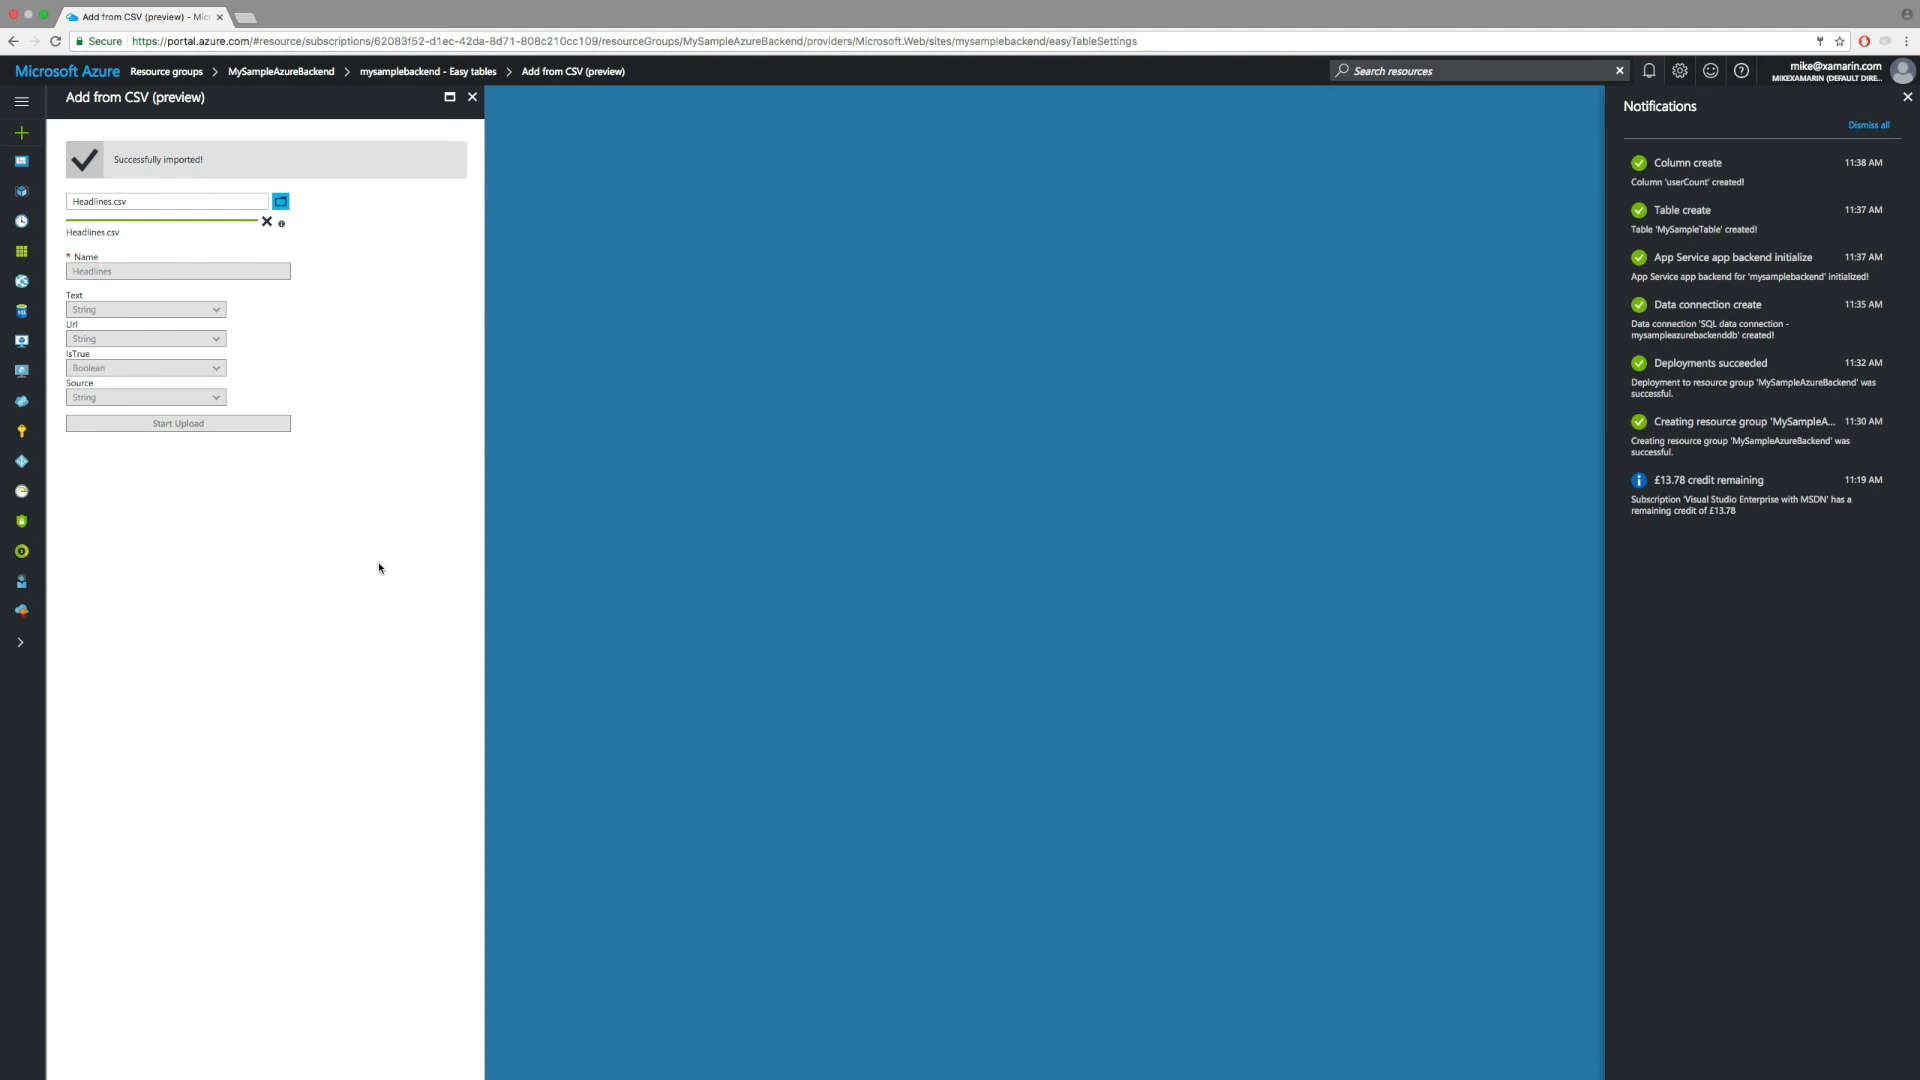 Add from CSV (preview) - Micr
Secure https://portal.azure.com/#resource/subscriptions/62083f52-d1ec-42da-8d71-808c210cc109/resourceGroups/MySampleAzureBackend/providers/Microsoft.Web/sites/mysamplebackend/easyTableSettings
Microsoft Azure Resource groups > MySampleAzureBackend > mysamplebackend - Easy tables > Add from CSV (preview)
Search resources
mike@xamarin.com
MIKEXAMARIN (DEFAULT DIRE...
Add from CSV (preview)
Successfully imported!
Headlines.csv
Headlines.csv
* Name
Headlines
Text
String
Url
String
IsTrue
Boolean
Source
String
Start Upload
Notifications
Dismiss all
Column create 11:38 AM
Column 'userCount' created!
Table create 11:37 AM
Table 'MySampleTable' created!
App Service app backend initialize 11:37 AM
App Service app backend for 'mysamplebackend' initialized!
Data connection create 11:35 AM
Data connection 'SQL data connection -
mysampleazurebackenddb' created!
Deployments succeeded 11:32 AM
Deployment to resource group 'MySampleAzureBackend' was
successful.
Creating resource group 'MySampleA... 11:30 AM
Creating resource group 'MySampleAzureBackend' was
successful.
£13.78 credit remaining 11:19 AM
Subscription 'Visual Studio Enterprise with MSDN' has a
remaining credit of £13.78